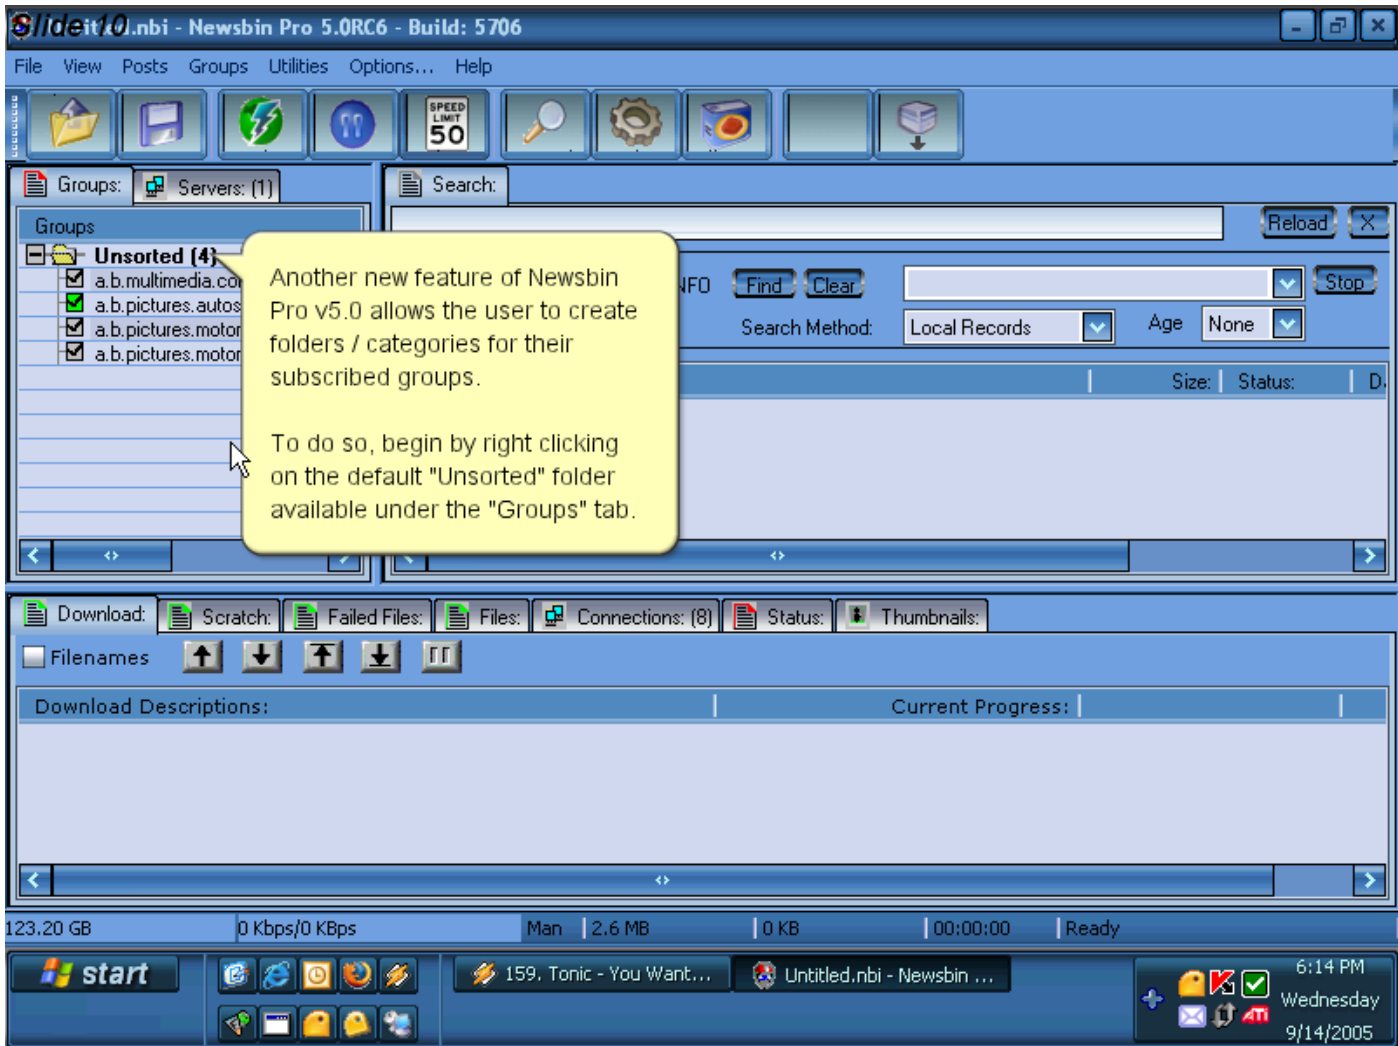 Slide 10
Untitled.nbi - Newsbin Pro 5.0RC6 - Build: 5706
File View Posts Groups Utilities Options... Help
SPEED
LIMIT
50
Groups: Servers: (1) Search:
Groups
Reload X
Unsorted (4)
a.b.multimedia.co
a.b.pictures.autos
a.b.pictures.motor
a.b.pictures.motor
NFO Find Clear Stop
Search Method: Local Records Age None
Size: Status: D
Another new feature of Newsbin
Pro v5.0 allows the user to create
folders / categories for their
subscribed groups.
To do so, begin by right clicking
on the default "Unsorted" folder
available under the "Groups" tab.
Download: Scratch: Failed Files: Files: Connections: (8) Status: Thumbnails:
Filenames
Download Descriptions: Current Progress:
123.20 GB 0 Kbps/0 KBps Man 2.6 MB 0 KB 00:00:00 Ready
start 159. Tonic - You Want... Untitled.nbi - Newsbin ...
6:14 PM
Wednesday
ATI
9/14/2005